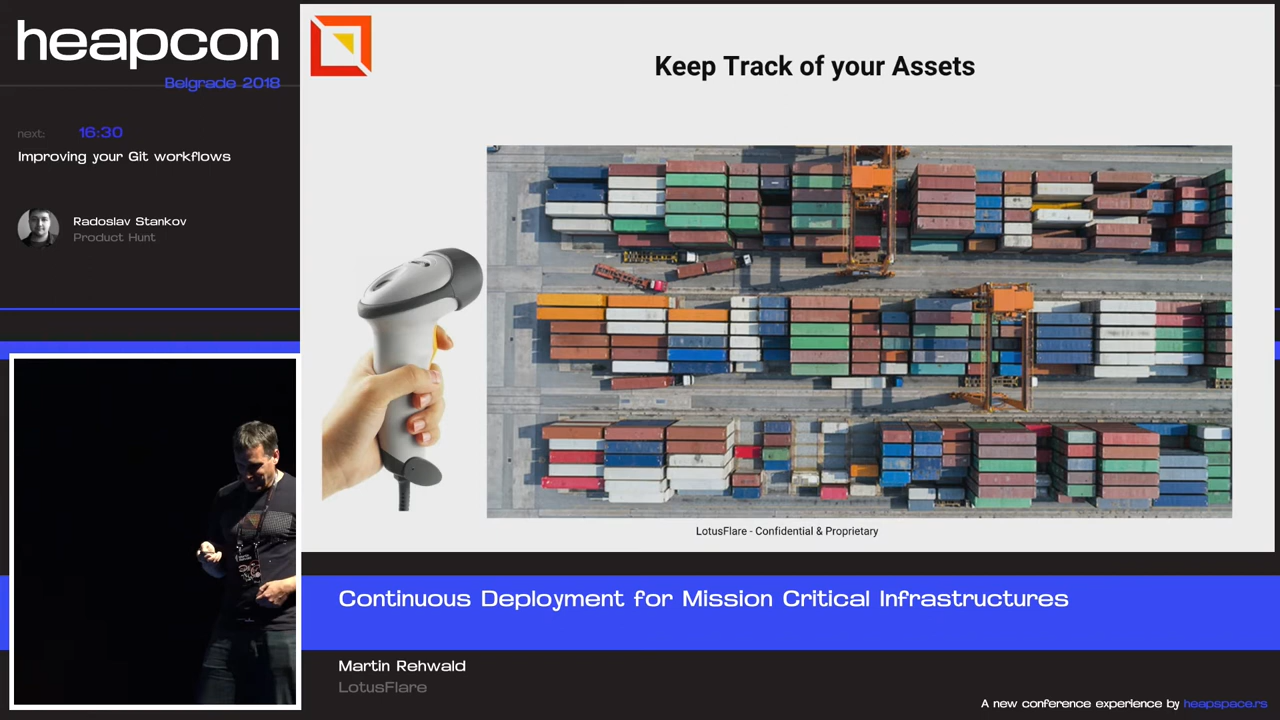 heapcon
Belgrade 2018
next: 16:30
Improving your Git workflows
Radoslav Stankov
Product Hunt
Keep Track of your Assets
LotusFlare - Confidential & Proprietary
Continuous Deployment for Mission Critical Infrastructures
Martin Rehwald
LotusFlare
A new conference experience by heapspace.rs